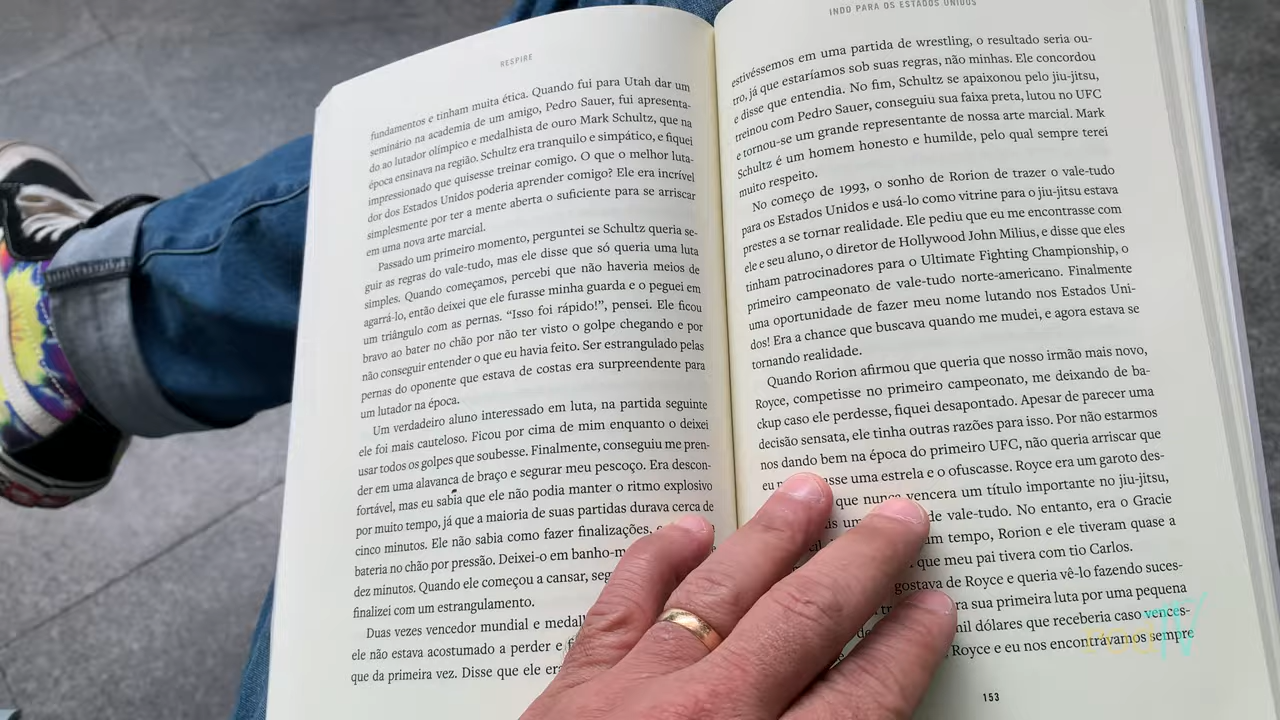 RESPIRE
fundamentos e tinham muita ética. Quando fui para Utah dar um
seminário na academia de um amigo, Pedro Sauer, fui apresenta-
do ao lutador olímpico e medalhista de ouro Mark Schultz, que na
época ensinava na região. Schultz era tranquilo e simpático, e fiquei
impressionado que quisesse treinar comigo. O que o melhor luta-
dor dos Estados Unidos poderia aprender comigo? Ele era incrível
simplesmente por ter a mente aberta o suficiente para se arriscar
em uma nova arte marcial.
Passado um primeiro momento, perguntei se Schultz queria se-
guir as regras do vale-tudo, mas ele disse que só queria uma luta
simples. Quando começamos, percebi que não haveria meios de
agarrá-lo, então deixei que ele furasse minha guarda e o peguei em
um triângulo com as pernas. “Isso foi rápido!”, pensei. Ele ficou
bravo ao bater no chão por não ter visto o golpe chegando e por
não conseguir entender o que eu havia feito. Ser estrangulado pelas
pernas do oponente que estava de costas era surpreendente para
um lutador na época.
Um verdadeiro aluno interessado em luta, na partida seguinte
ele foi mais cauteloso. Ficou por cima de mim enquanto o deixei
usar todos os golpes que soubesse. Finalmente, conseguiu me pren-
der em uma alavanca de braço e segurar meu pescoço. Era descon-
fortável, mas eu sabia que ele não podia manter o ritmo explosivo
por muito tempo, já que a maioria de suas partidas durava cerca de
cinco minutos. Ele não sabia como fazer finalizações,
bateria no chão por pressão. Deixei-o em banho-m
dez minutos. Quando ele começou a cansar, seg
finalizei com um estrangulamento.
Duas vezes vencedor mundial e medal
ele não estava acostumado a perder e f
que da primeira vez. Disse que ele era
INDO PARA OS ESTADOS UNIDOS
estivéssemos em uma partida de wrestling, o resultado seria ou-
tro, já que estaríamos sob suas regras, não minhas. Ele concordou
e disse que entendia. No fim, Schultz se apaixonou pelo jiu-jitsu,
treinou com Pedro Sauer, conseguiu sua faixa preta, lutou no UFC
e tornou-se um grande representante de nossa arte marcial. Mark
Schultz é um homem honesto e humilde, pelo qual sempre terei
muito respeito.
No começo de 1993, o sonho de Rorion de trazer o vale-tudo
para os Estados Unidos e usá-lo como vitrine para o jiu-jitsu estava
prestes a se tornar realidade. Ele pediu que eu me encontrasse com
ele e seu aluno, o diretor de Hollywood John Milius, e disse que eles
tinham patrocinadores para o Ultimate Fighting Championship, o
primeiro campeonato de vale-tudo norte-americano. Finalmente
uma oportunidade de fazer meu nome lutando nos Estados Uni-
dos! Era a chance que buscava quando me mudei, e agora estava se
tornando realidade.
Quando Rorion afirmou que queria que nosso irmão mais novo,
Royce, competisse no primeiro campeonato, me deixando de ba-
ckup caso ele perdesse, fiquei desapontado. Apesar de parecer uma
decisão sensata, ele tinha outras razões para isso. Por não estarmos
nos dando bem na época do primeiro UFC, não queria arriscar que
eu asse uma estrela e o ofuscasse. Royce era um garoto des-
que nunca vencera um título importante no jiu-jitsu,
de vale-tudo. No entanto, era o Gracie
um tempo, Rorion e ele tiveram quase a
que meu pai tivera com tio Carlos.
gostava de Royce e queria vê-lo fazendo suces-
ra sua primeira luta por uma pequena
mil dólares que receberia caso vences-
Royce e eu nos encontrávamos sempre
153
TV